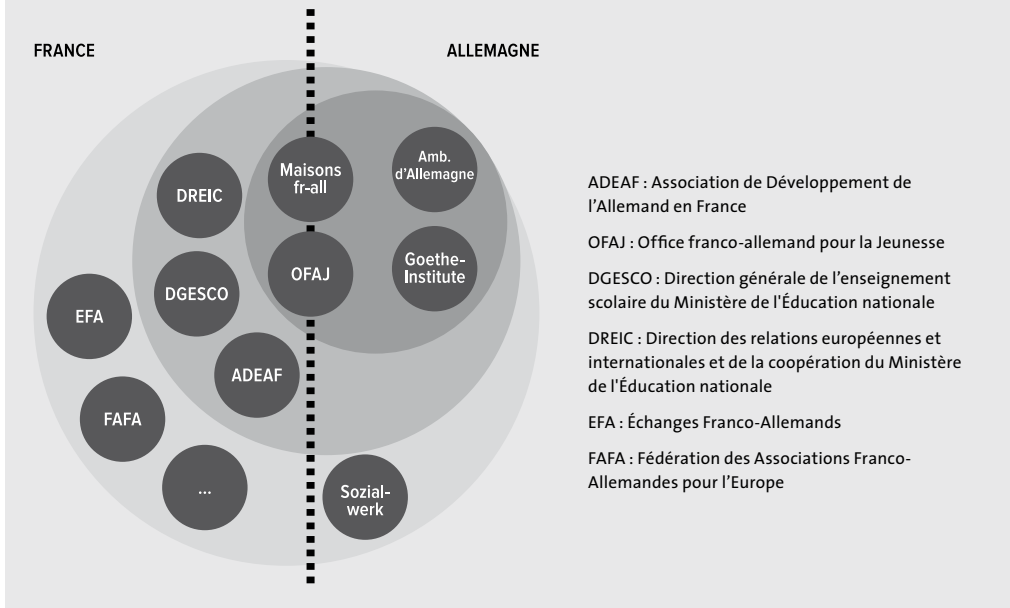 FRANCE
ALLEMAGNE
Maisons
fr-all
Amb.
d'Allemagne
DREIC
OFAJ
Goethe-
Institute
DGESCO
EFA
ADEAF
FAFA
...
Sozial-
werk
ADEAF : Association de Développement de
l'Allemand en France
OFAJ : Office franco-allemand pour la Jeunesse
DGESCO : Direction générale de l'enseignement
scolaire du Ministère de l'Éducation nationale
DREIC : Direction des relations européennes et
internationales et de la coopération du Ministère
de l'Éducation nationale
EFA : Échanges Franco-Allemands
FAFA : Fédération des Associations Franco-
Allemandes pour l'Europe